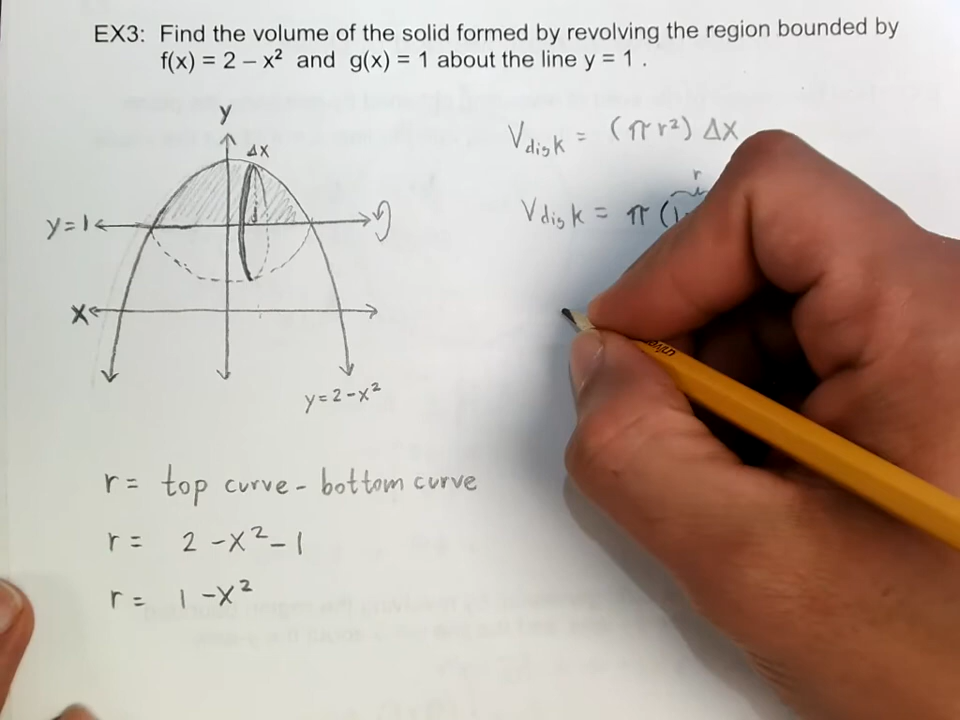 EX3: Find the volume of the solid formed by revolving the region bounded by
f(x) = 2 – x² and g(x) = 1 about the line y = 1 .
y
Δx
y=1
x
y=2-x²
V disk = (πr²) Δx
r
V disk = π (1-
r= top curve - bottom curve
r= 2 -x²-1
r= 1 -x²